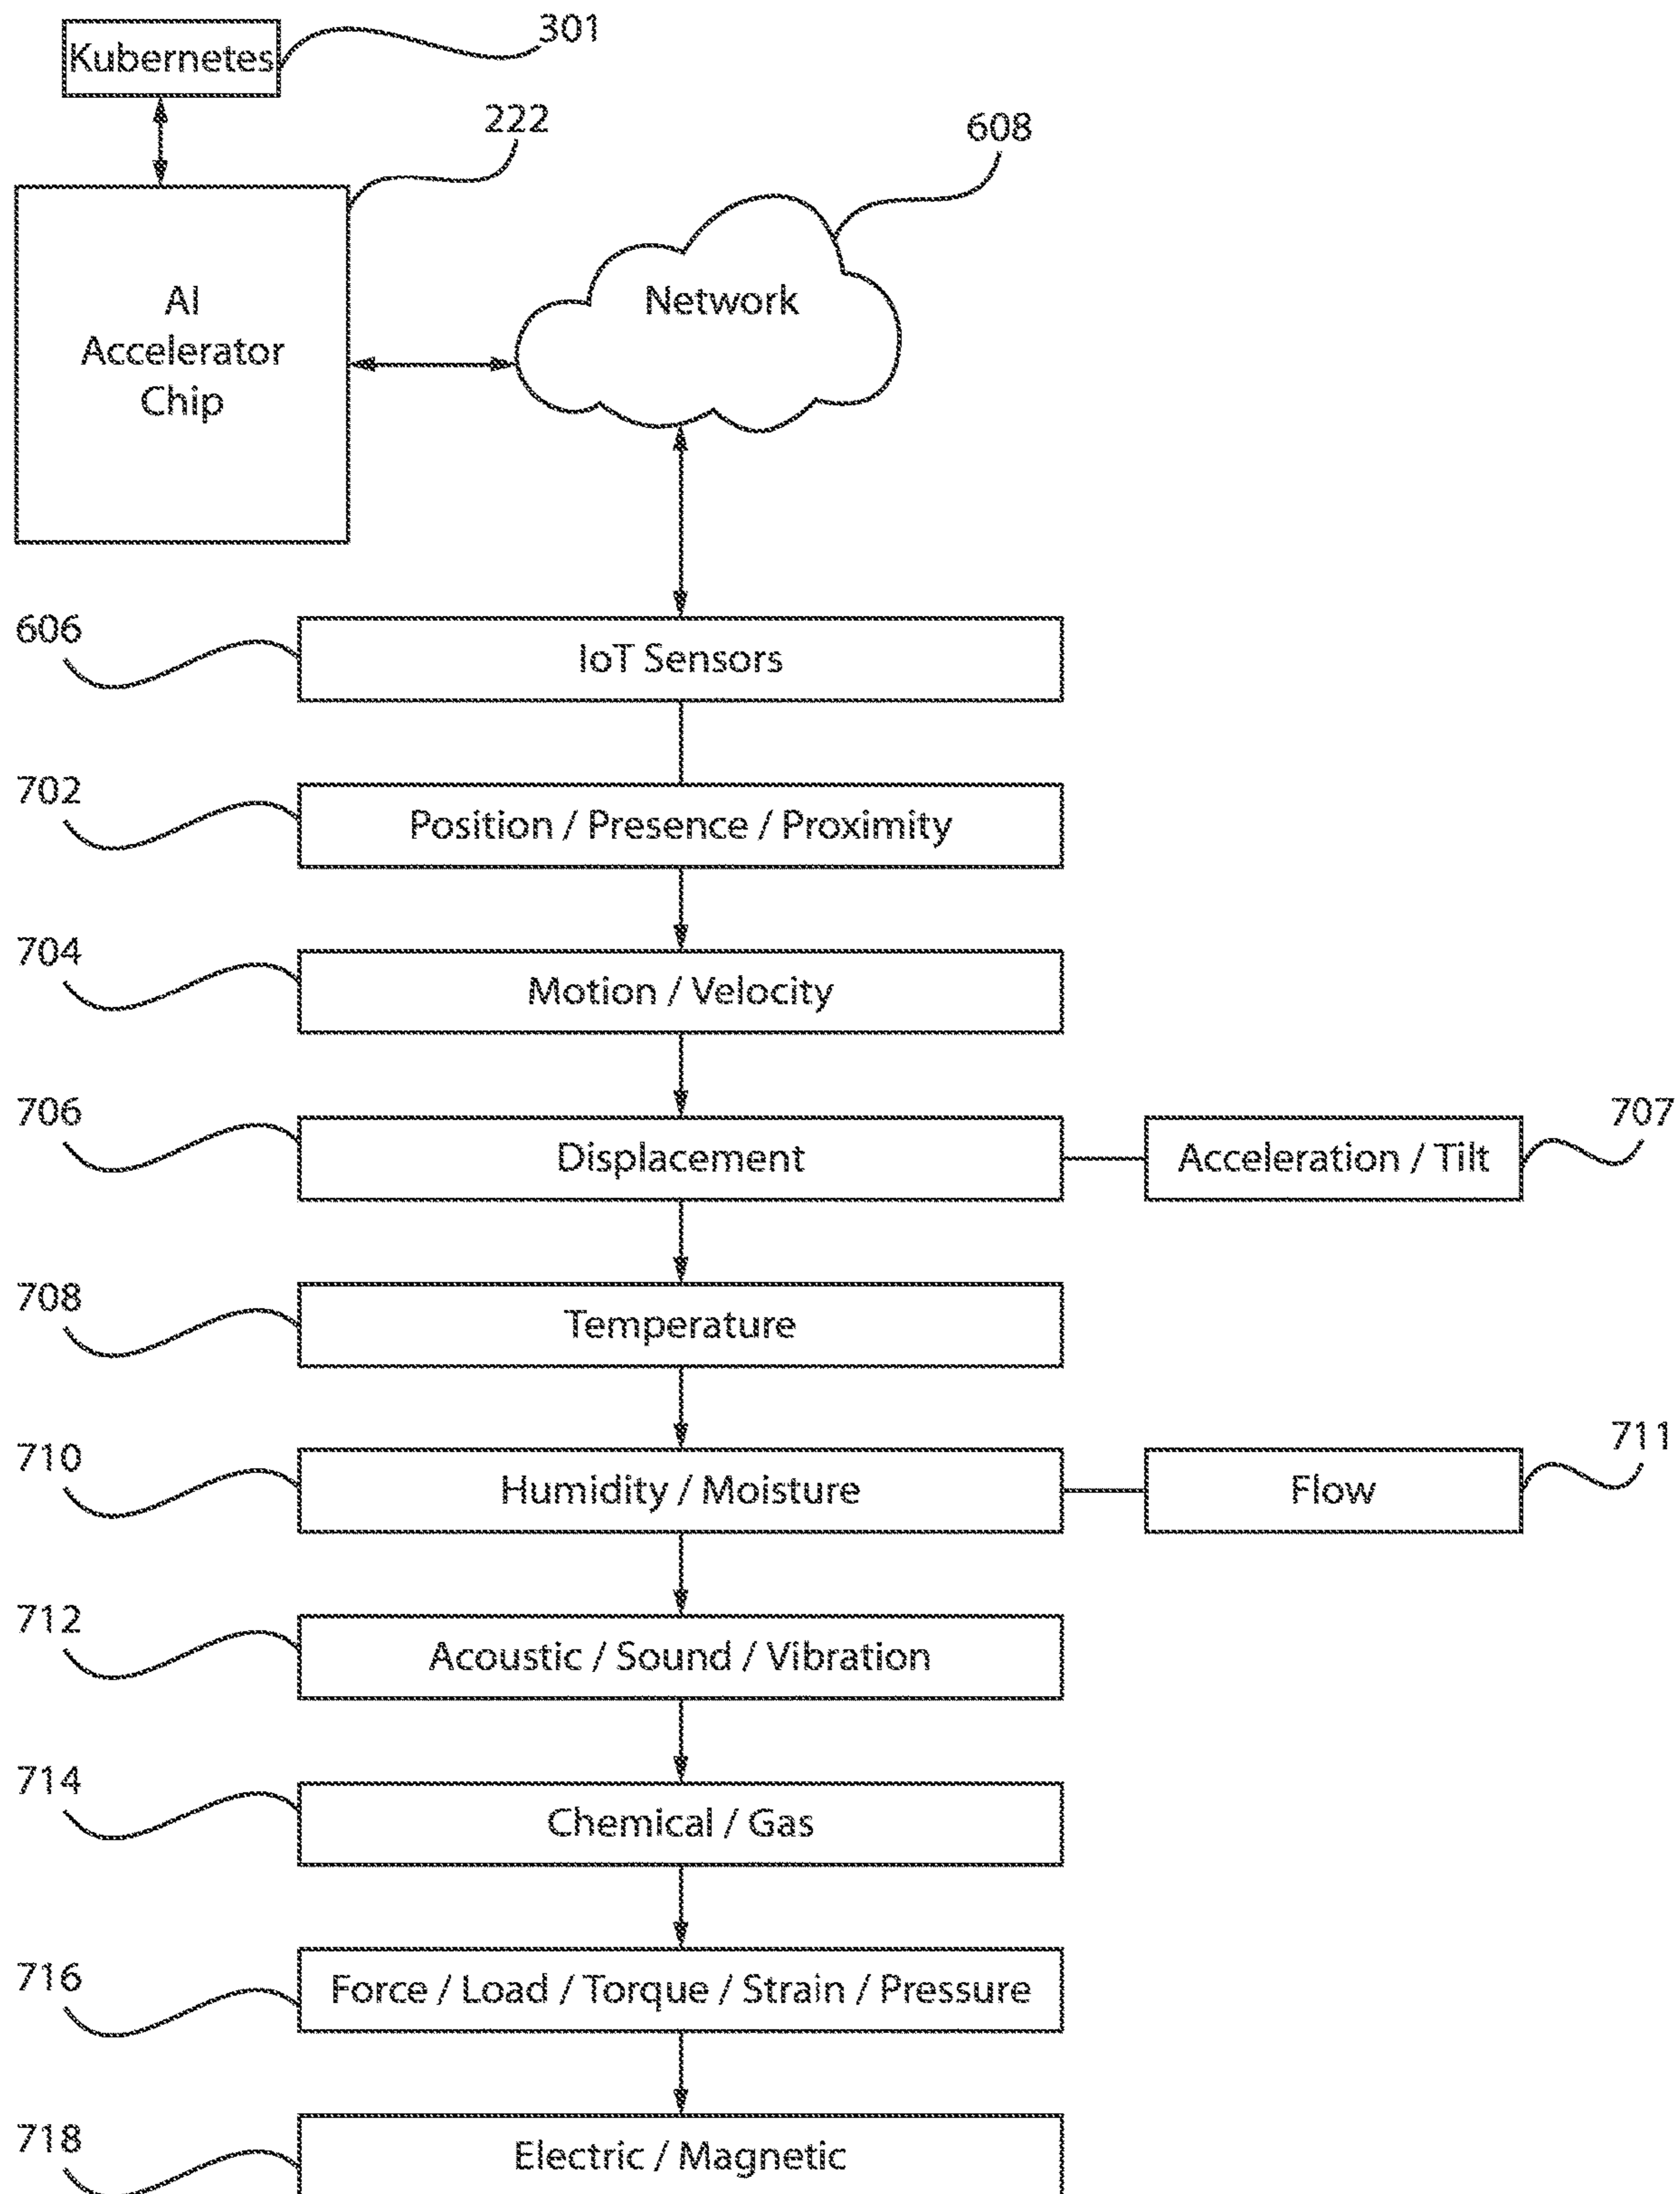 Kubernetes
301
222
608
AI
Accelerator
Chip
Network
606
IoT Sensors
702
Position / Presence / Proximity
704
Motion / Velocity
706
Displacement
Acceleration / Tilt
707
708
Temperature
710
Humidity / Moisture
Flow
711
712
Acoustic / Sound / Vibration
714
Chemical / Gas
716
Force / Load / Torque / Strain / Pressure
718
Electric / Magnetic